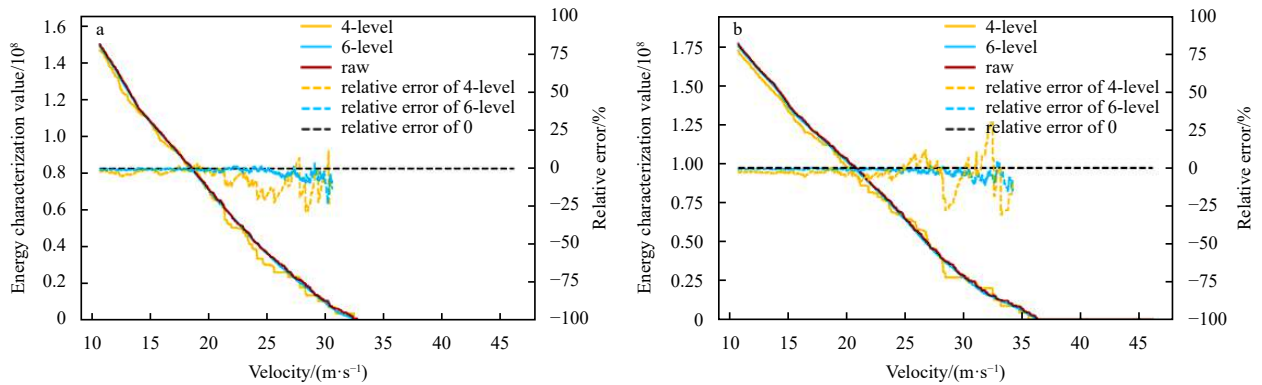 a
Energy characterization value/10⁸
1.6
1.4
1.2
1.0
0.8
0.6
0.4
0.2
0
10 15 20 25 30 35 40 45
Velocity/(m·s⁻¹)
100
75
50
25
0
−25
−50
−75
−100
Relative error/%
4-level
6-level
raw
relative error of 4-level
relative error of 6-level
relative error of 0
b
Energy characterization value/10⁸
1.75
1.50
1.25
1.00
0.75
0.50
0.25
0
10 15 20 25 30 35 40 45
Velocity/(m·s⁻¹)
100
75
50
25
0
−25
−50
−75
−100
Relative error/%
4-level
6-level
raw
relative error of 4-level
relative error of 6-level
relative error of 0